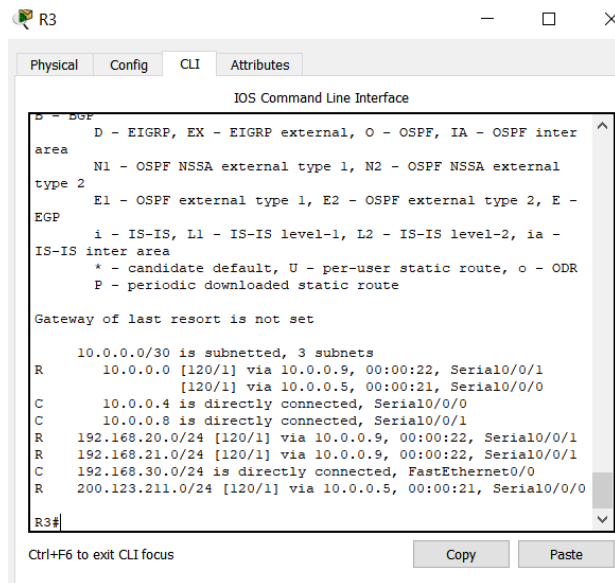 R3
Physical Config CLI Attributes
IOS Command Line Interface
B - BGP
D - EIGRP, EX - EIGRP external, O - OSPF, IA - OSPF inter
area
N1 - OSPF NSSA external type 1, N2 - OSPF NSSA external
type 2
E1 - OSPF external type 1, E2 - OSPF external type 2, E -
EGP
i - IS-IS, L1 - IS-IS level-1, L2 - IS-IS level-2, ia -
IS-IS inter area
* - candidate default, U - per-user static route, o - ODR
P - periodic downloaded static route
Gateway of last resort is not set
10.0.0.0/30 is subnetted, 3 subnets
R 10.0.0.0 [120/1] via 10.0.0.9, 00:00:22, Serial0/0/1
[120/1] via 10.0.0.5, 00:00:21, Serial0/0/0
C 10.0.0.4 is directly connected, Serial0/0/0
C 10.0.0.8 is directly connected, Serial0/0/1
R 192.168.20.0/24 [120/1] via 10.0.0.9, 00:00:22, Serial0/0/1
R 192.168.21.0/24 [120/1] via 10.0.0.9, 00:00:22, Serial0/0/1
C 192.168.30.0/24 is directly connected, FastEthernet0/0
R 200.123.211.0/24 [120/1] via 10.0.0.5, 00:00:21, Serial0/0/0
R3#
Ctrl+F6 to exit CLI focus
Copy Paste